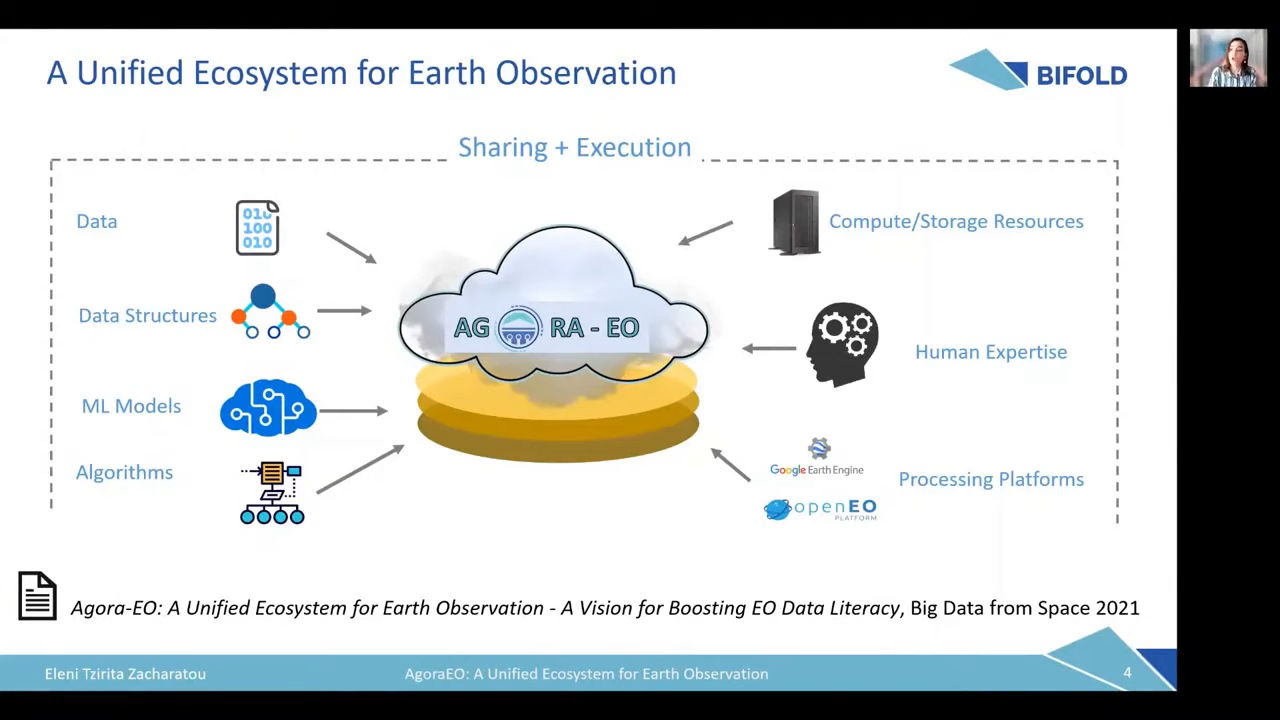 A Unified Ecosystem for Earth Observation
BIFOLD
Sharing + Execution
Data
010
100
010
Data Structures
ML Models
Algorithms
AG RA - EO
Compute/Storage Resources
Human Expertise
Google Earth Engine
openEO
PLATFORM
Processing Platforms
Agora-EO: A Unified Ecosystem for Earth Observation - A Vision for Boosting EO Data Literacy, Big Data from Space 2021
Eleni Tzirita Zacharatou
AgoraEO: A Unified Ecosystem for Earth Observation
4